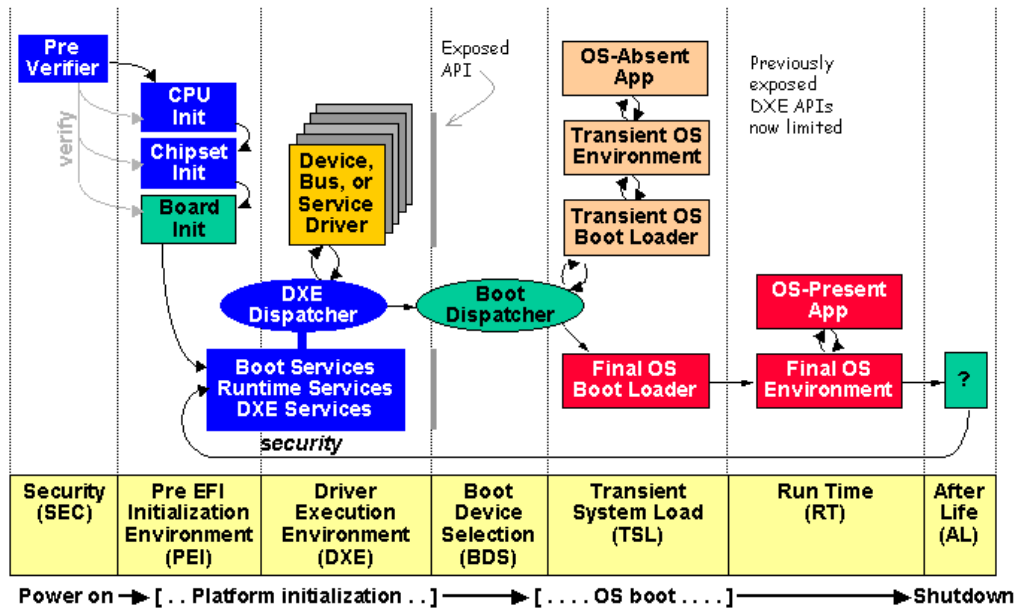 Pre
Verifier
verify
CPU
Init
Chipset
Init
Board
Init
Device,
Bus, or
Service
Driver
Exposed
API
OS-Absent
App
Transient OS
Environment
Transient OS
Boot Loader
Previously
exposed
DXE APIs
now limited
DXE
Dispatcher
Boot
Dispatcher
OS-Present
App
Boot Services
Runtime Services
DXE Services
Final OS
Boot Loader
Final OS
Environment
?
security
Security
(SEC)
Pre EFI
Initialization
Environment
(PEI)
Driver
Execution
Environment
(DXE)
Boot
Device
Selection
(BDS)
Transient
System Load
(TSL)
Run Time
(RT)
After
Life
(AL)
Power on → [ . . Platform initialization . . ] → [ . . . . OS boot . . . . ] → Shutdown